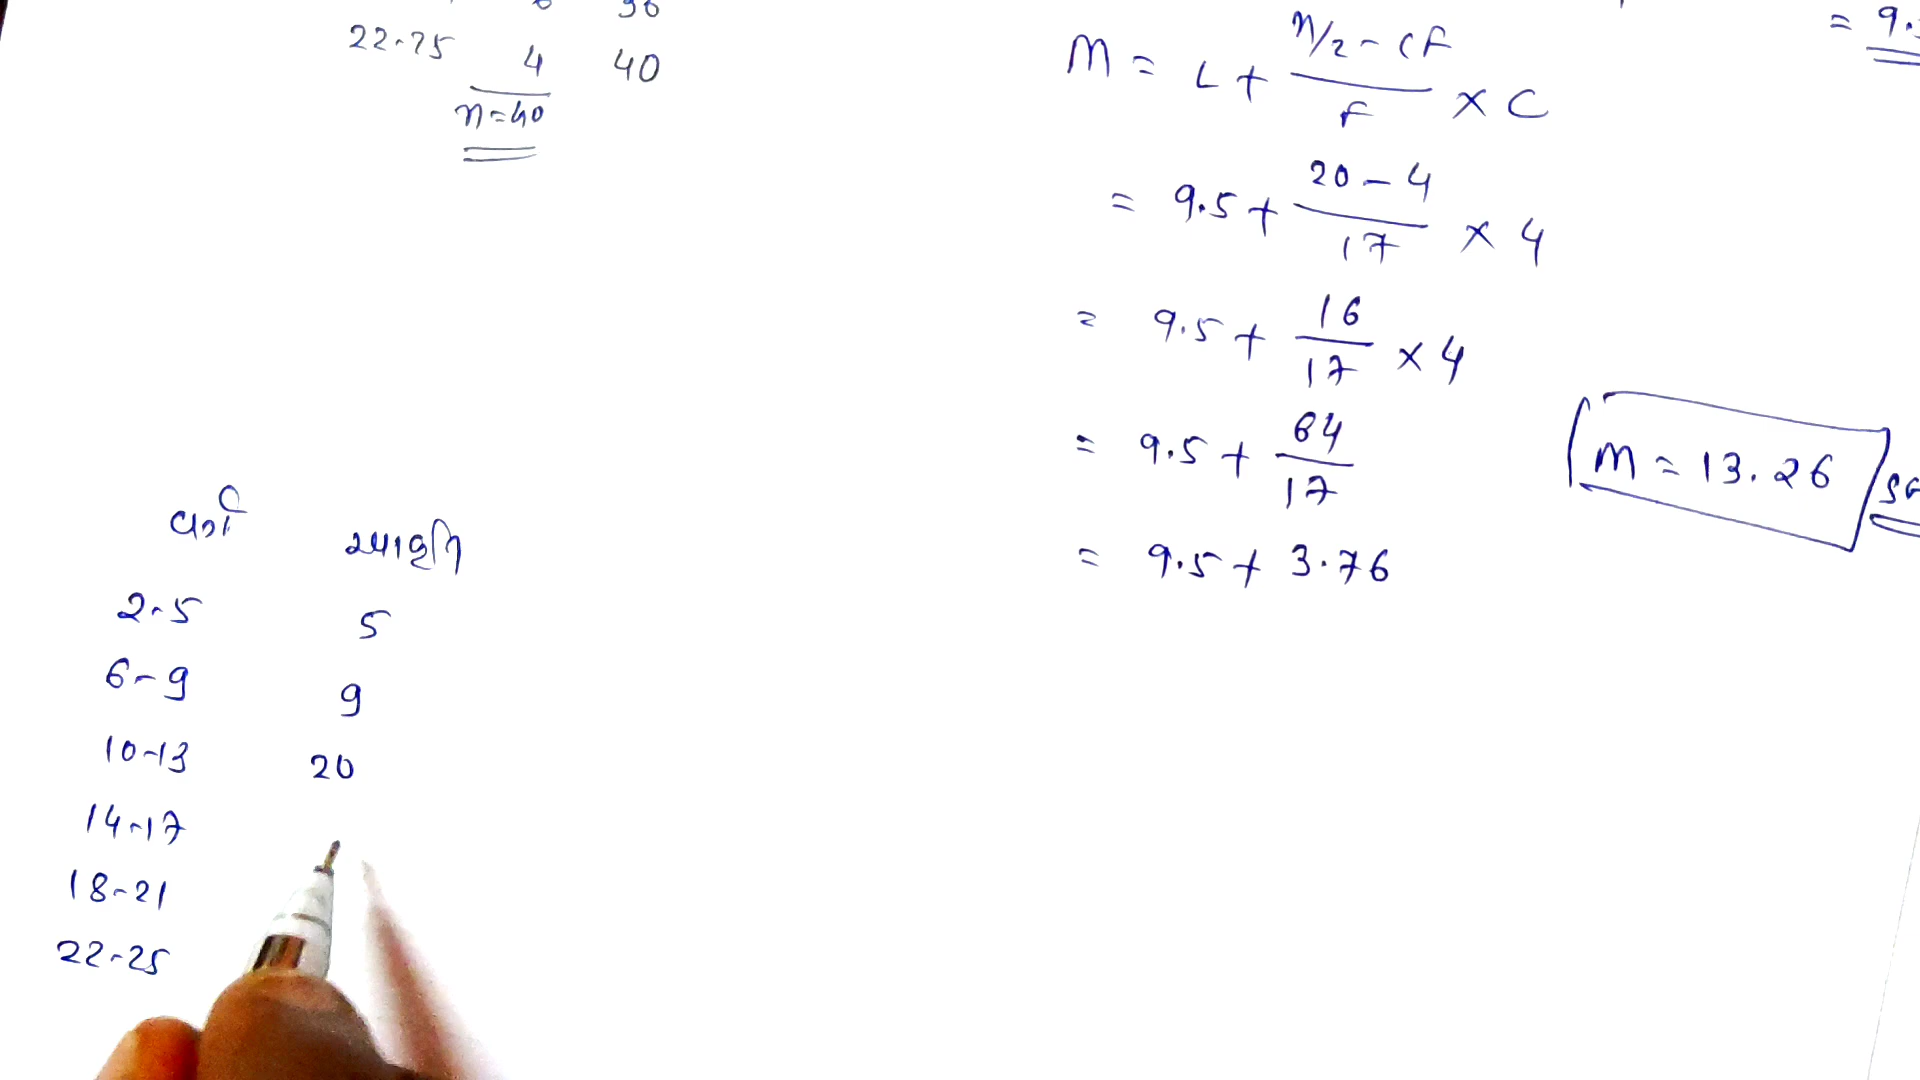 36
22-25 4 40
n=40
M = L + n/2 - CF / F × C
= 9.5 + 20 - 4 / 17 × 4
= 9.5 + 16 / 17 × 4
= 9.5 + 64 / 17
= 9.5 + 3.76
= 9.
M = 13.26
વર્ગ આવૃત્તિ
2-5 5
6-9 9
10-13 20
14-17
18-21
22-25